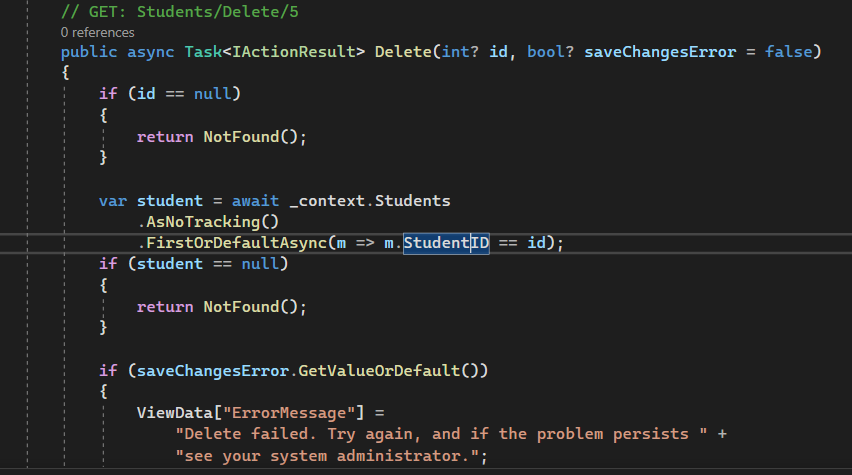 // GET: Students/Delete/5
0 references
public async Task<IActionResult> Delete(int? id, bool? saveChangesError = false)
{
if (id == null)
{
return NotFound();
}
var student = await _context.Students
.AsNoTracking()
.FirstOrDefaultAsync(m => m.StudentID == id);
if (student == null)
{
return NotFound();
}
if (saveChangesError.GetValueOrDefault())
{
ViewData["ErrorMessage"] =
"Delete failed. Try again, and if the problem persists " +
"see your system administrator.";